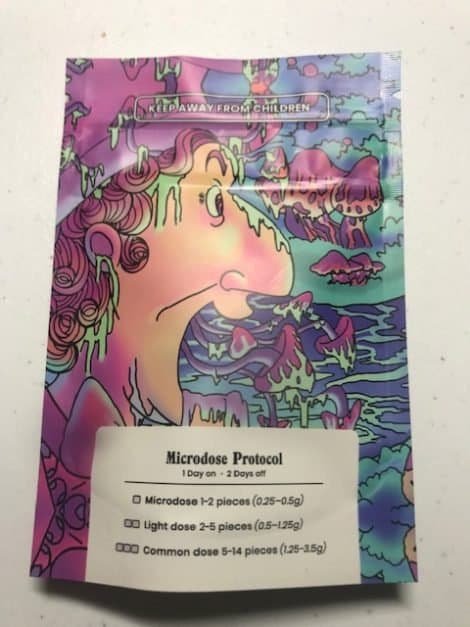 KEEP AWAY FROM CHILDREN
Microdose Protocol
1 Day on - 2 Days off
Microdose 1-2 pieces (0.25-0.5g)
Light dose 2-5 pieces (0.5-1.25g)
Common dose 5-14 pieces (1.25-3.5g)